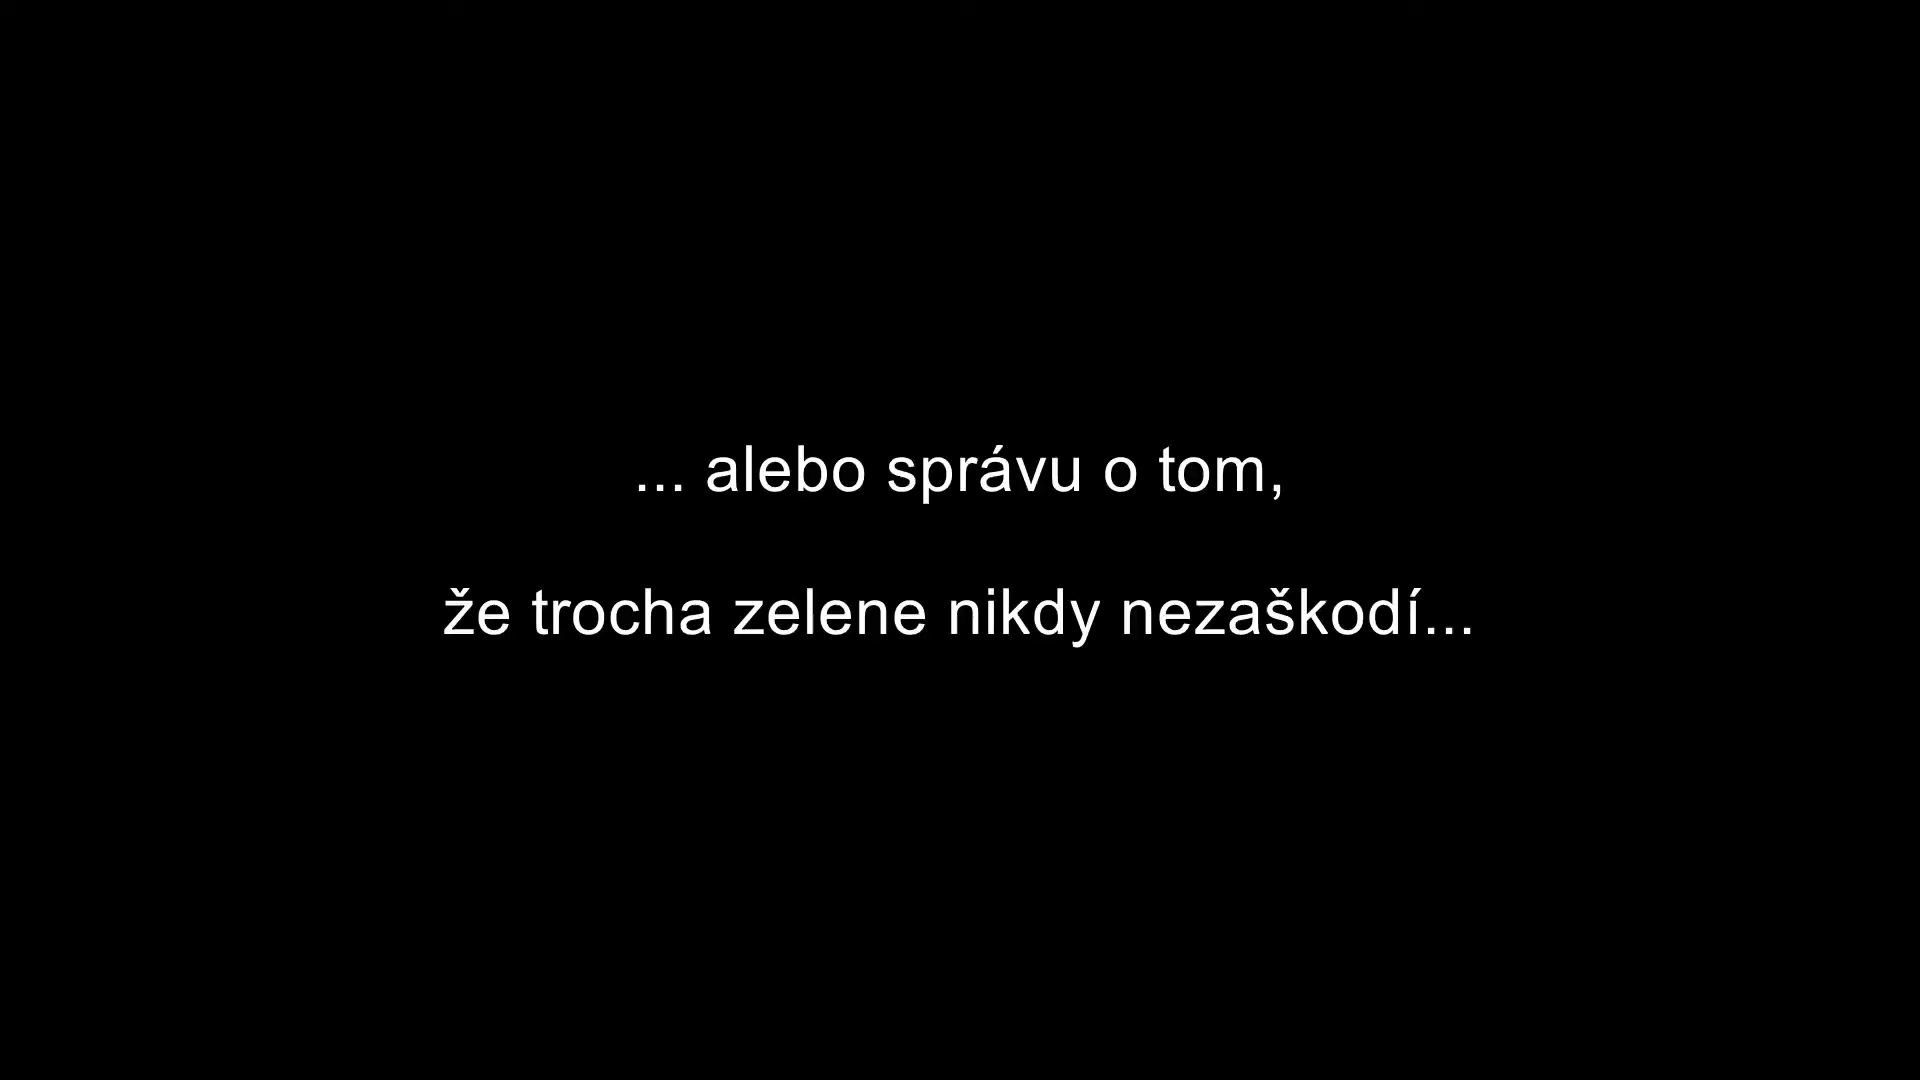 ... alebo správu o tom,
že trocha zelene nikdy nezaškodí...